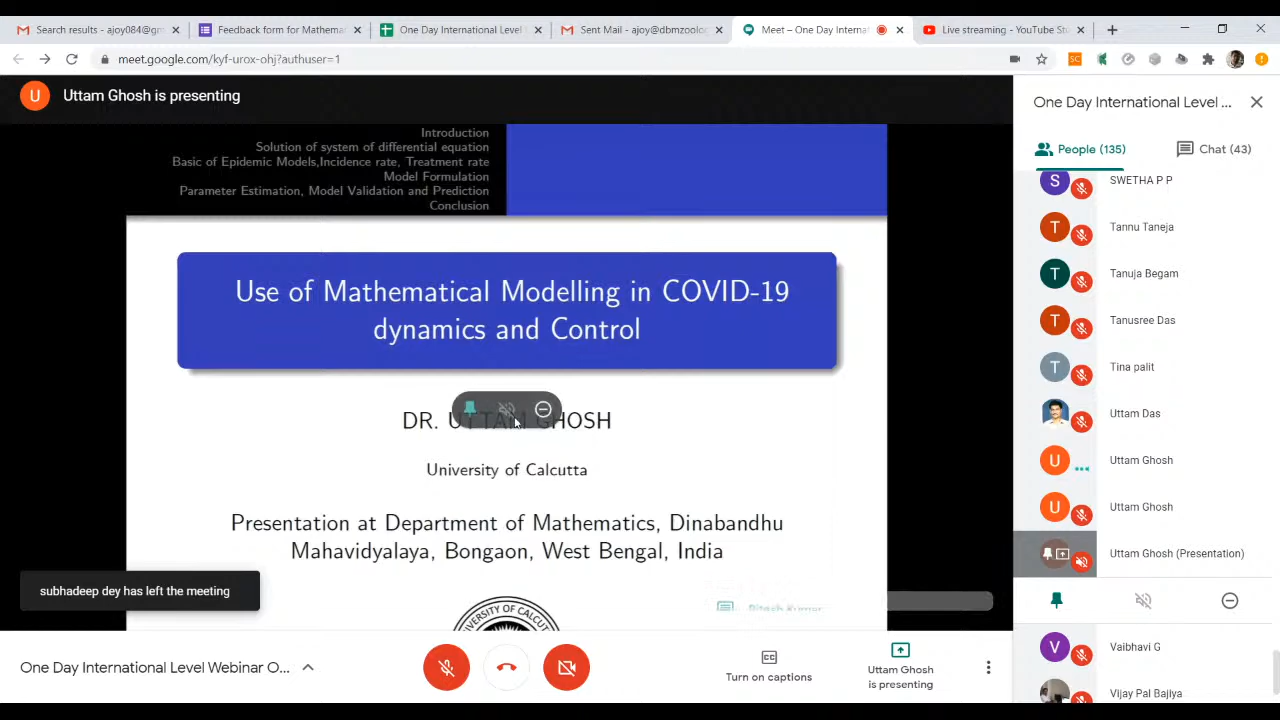 Search results - ajoy084@gm
Feedback form for Mathema
One Day International Level
Sent Mail - ajoy@dbmzoolo
Meet – One Day Interna
Live streaming - YouTube Stu
meet.google.com/kyf-urox-ohj?authuser=1
SC
U
Uttam Ghosh is presenting
Introduction
Solution of system of differential equation
Basic of Epidemic Models,Incidence rate, Treatment rate
Model Formulation
Parameter Estimation, Model Validation and Prediction
Conclusion
Use of Mathematical Modelling in COVID-19
dynamics and Control
DR. UTTAM GHOSH
University of Calcutta
Presentation at Department of Mathematics, Dinabandhu
Mahavidyalaya, Bongaon, West Bengal, India
subhadeep dey has left the meeting
One Day International Level ...
People (135)
Chat (43)
S
SWETHA P P
T
Tannu Taneja
T
Tanuja Begam
T
Tanusree Das
T
Tina palit
Uttam Das
U
Uttam Ghosh
U
Uttam Ghosh
Uttam Ghosh (Presentation)
V
Vaibhavi G
Vijay Pal Bajiya
One Day International Level Webinar O...
CC
Turn on captions
Uttam Ghosh
is presenting